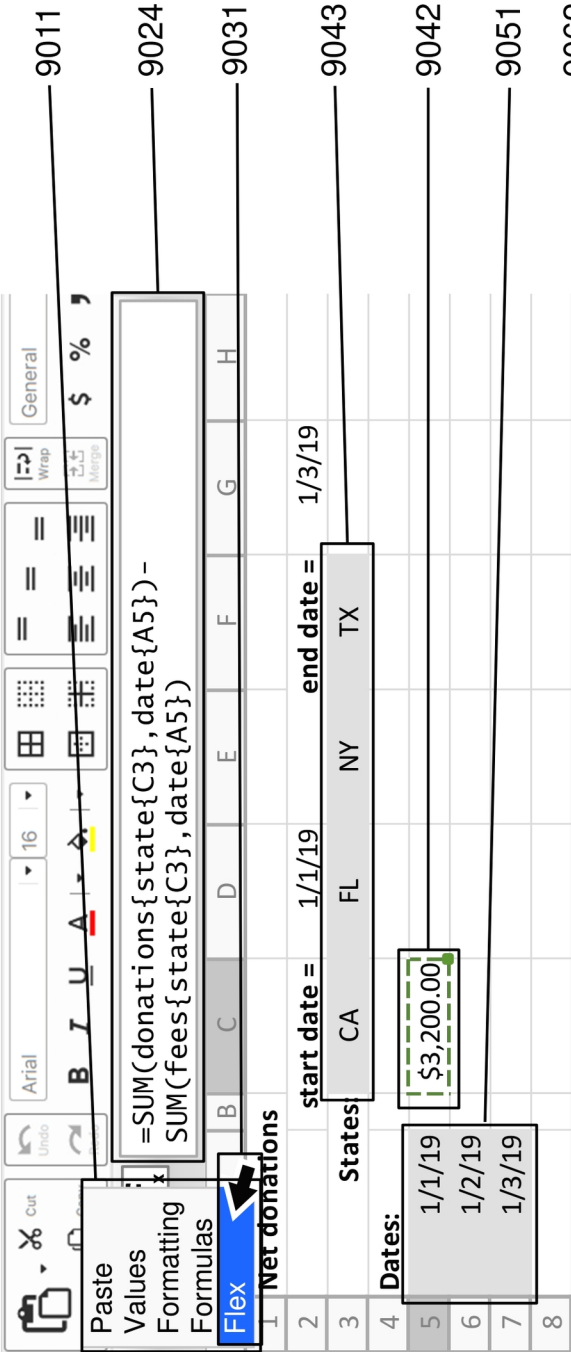 Cut
Undo
Arial
16
Wrap
General
B I U A
Merge
$ % ,
Paste
Values
Formatting
Formulas
Flex
x
=SUM(donations{state{C3},date{A5})-
SUM(fees{state{C3},date{A5})
B C D E F G H
1 Net donations
2 start date = 1/1/19 end date = 1/3/19
3 States: CA FL NY TX
4 Dates:
5 1/1/19 $3,200.00
6 1/2/19
7 1/3/19
8
9011
9024
9031
9043
9042
9051